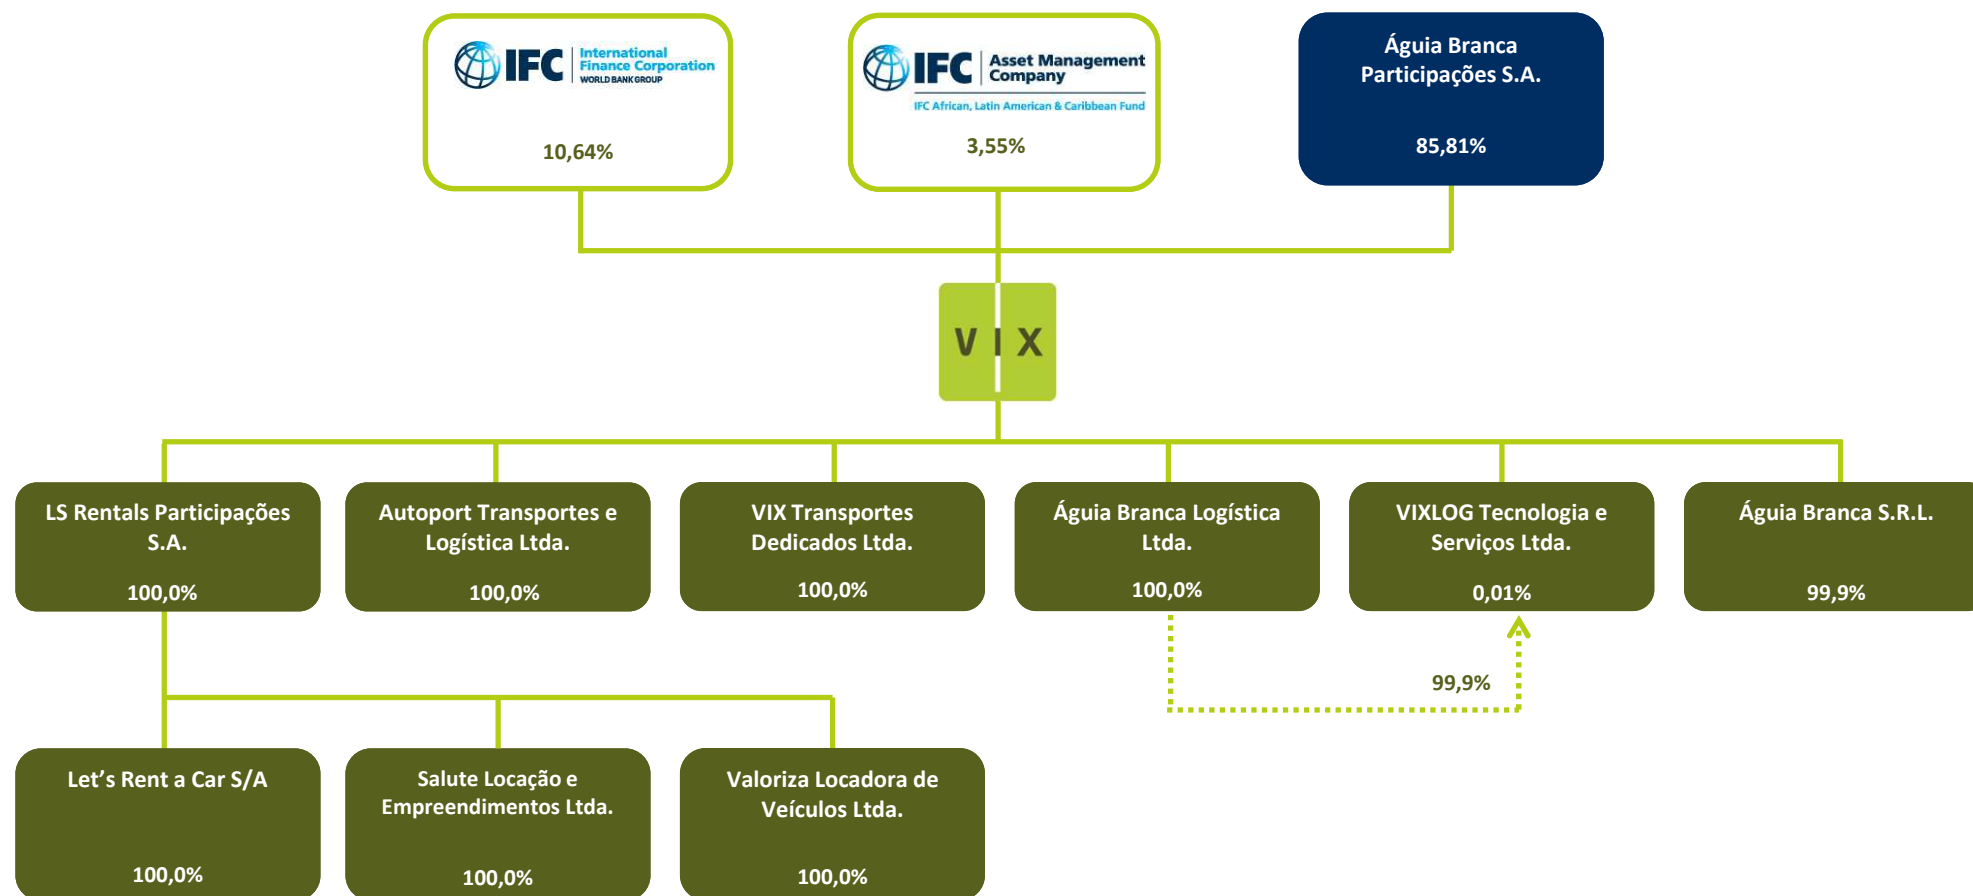 IFC
International
Finance Corporation
WORLD BANK GROUP
10,64%
IFC
Asset Management
Company
IFC African, Latin American & Caribbean Fund
3,55%
Águia Branca
Participações S.A.
85,81%
V I X
LS Rentals Participações
S.A.
100,0%
Autoport Transportes e
Logística Ltda.
100,0%
VIX Transportes
Dedicados Ltda.
100,0%
Águia Branca Logística
Ltda.
100,0%
VIXLOG Tecnologia e
Serviços Ltda.
0,01%
Águia Branca S.R.L.
99,9%
99,9%
Let’s Rent a Car S/A
100,0%
Salute Locação e
Empreendimentos Ltda.
100,0%
Valoriza Locadora de
Veículos Ltda.
100,0%